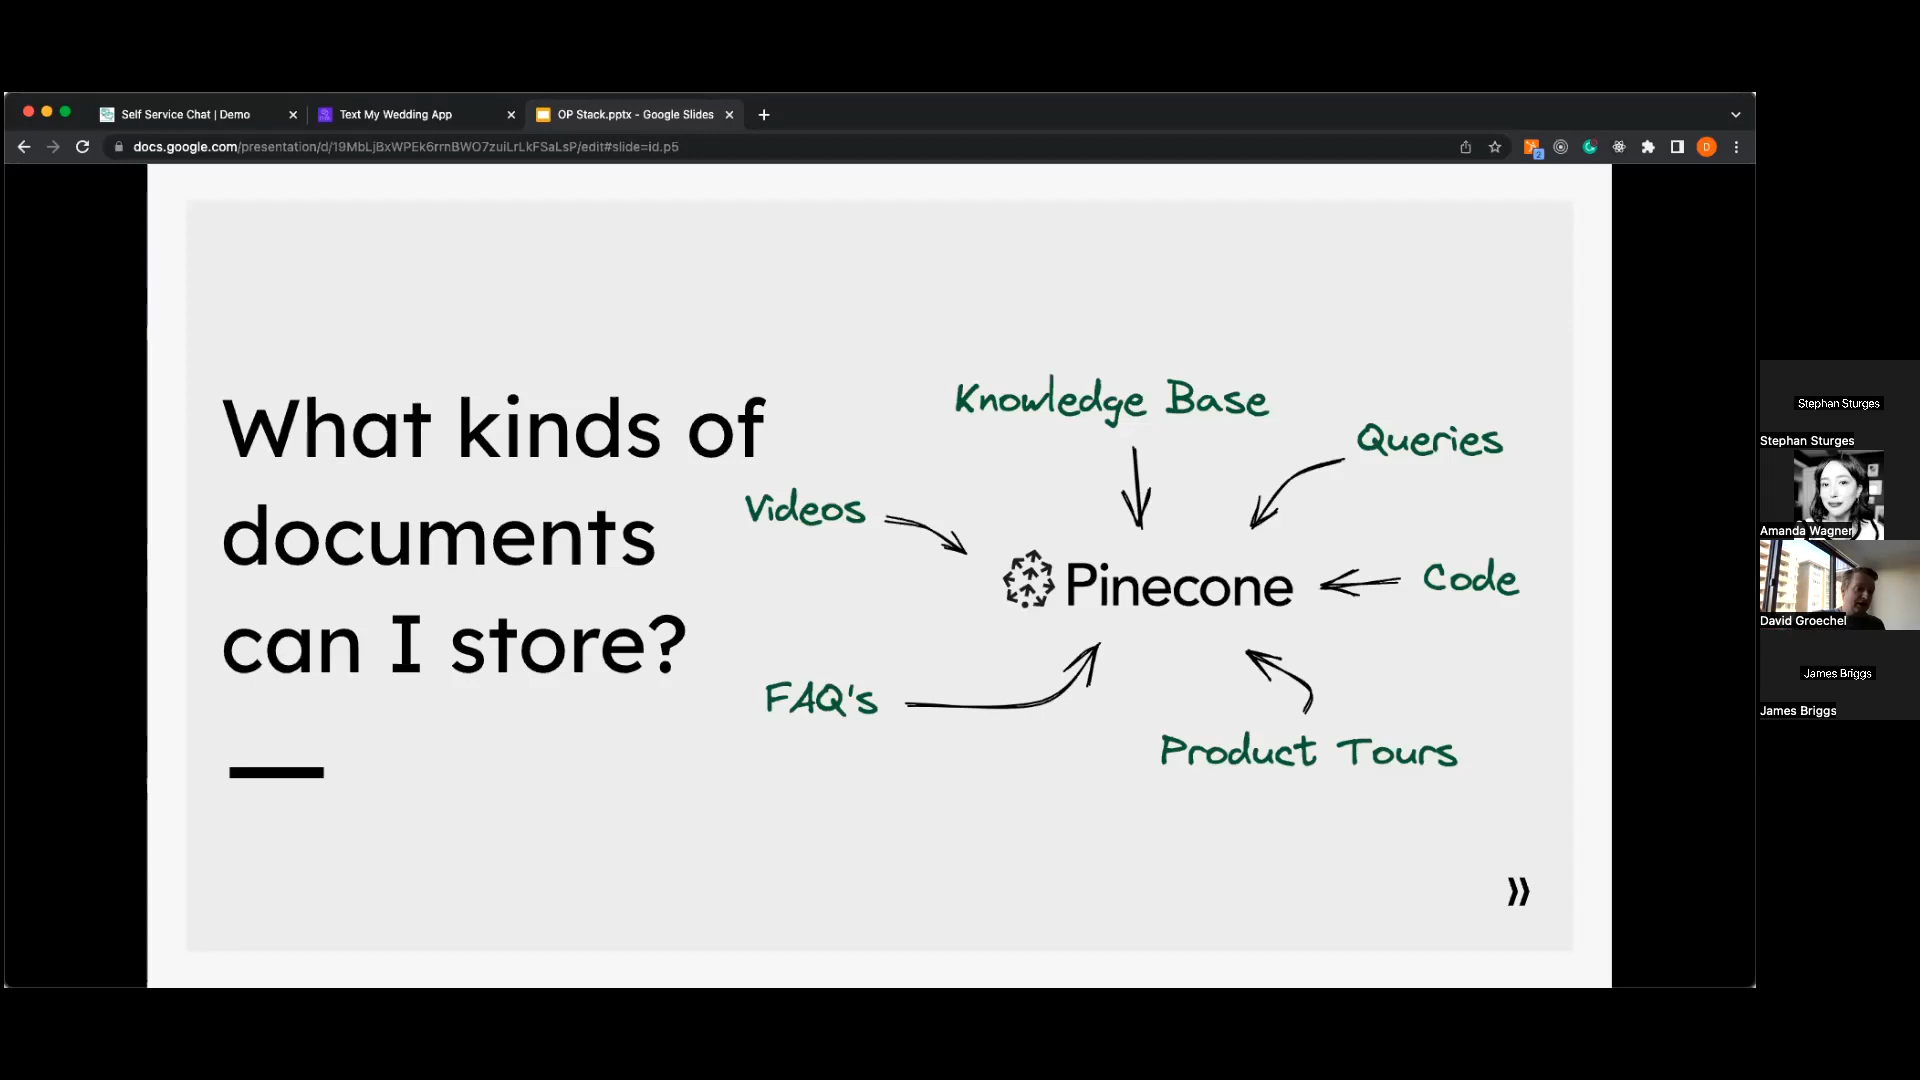 Self Service Chat | Demo
Text My Wedding App
OP Stack.pptx - Google Slides
docs.google.com/presentation/d/19MbLjBxWPEk6rrnBWO7zuiLrLkFSaLsP/edit#slide=id.p5
2
D
What kinds of
documents
can I store?
Knowledge Base
Queries
Videos
Pinecone
Code
FAQ's
Product Tours
Stephan Sturges
Stephan Sturges
Amanda Wagner
David Groechel
James Briggs
James Briggs